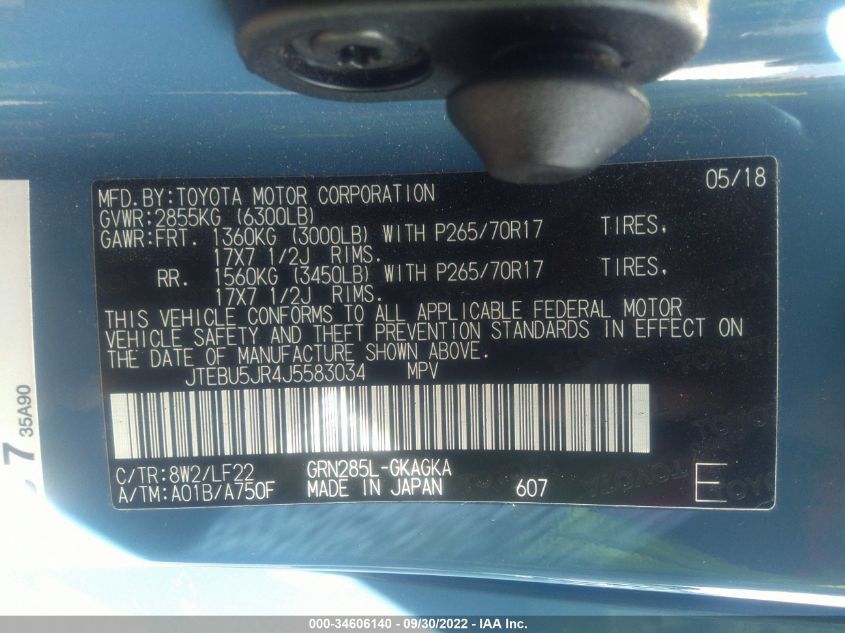 05/18
MFD.BY:TOYOTA MOTOR CORPORATION
GVWR:2855KG (6300LB)
GAWR:FRT. 1360KG (3000LB) WITH P265/70R17 TIRES,
17X7 1/2J RIMS.
RR. 1560KG (3450LB) WITH P265/70R17 TIRES,
17X7 1/2J RIMS.
THIS VEHICLE CONFORMS TO ALL APPLICABLE FEDERAL MOTOR
VEHICLE SAFETY AND THEFT PREVENTION STANDARDS IN EFFECT ON
THE DATE OF MANUFACTURE SHOWN ABOVE.
JTEBU5JR4J5583034 MPV
C/TR:8W2/LF22 GRN285L-GKAGKA
A/TM:A01B/A750F MADE IN JAPAN 607 E
7
35A90
000-34606140 - 09/30/2022 - IAA Inc.